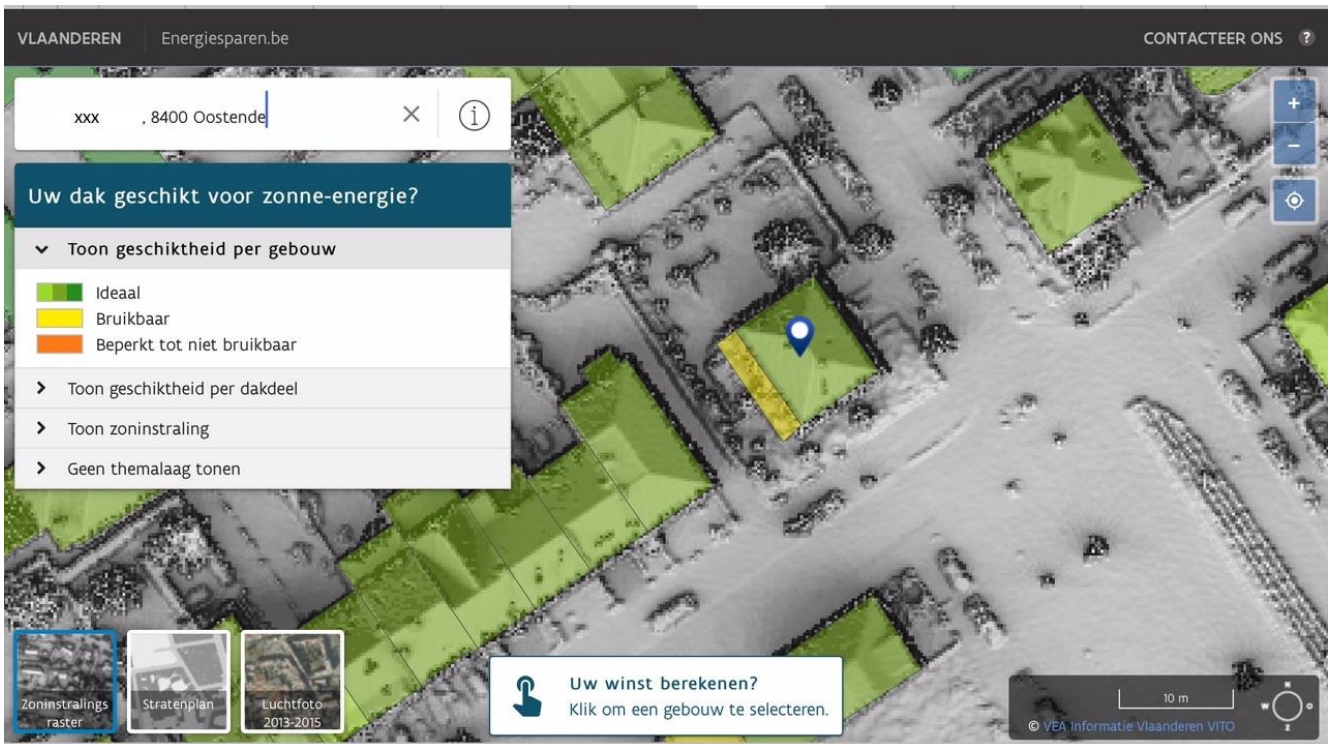 VLAANDEREN Energiesparen.be CONTACTEER ONS ?
xxx , 8400 Oostende
Uw dak geschikt voor zonne-energie?
Toon geschiktheid per gebouw
Ideaal
Bruikbaar
Beperkt tot niet bruikbaar
Toon geschiktheid per dakdeel
Toon zoninstraling
Geen themalaag tonen
Zoninstralings
raster
Stratenplan
Luchtfoto
2013-2015
Uw winst berekenen?
Klik om een gebouw te selecteren.
10 m
© VEA Informatie Vlaanderen VITO
N
W O
Z